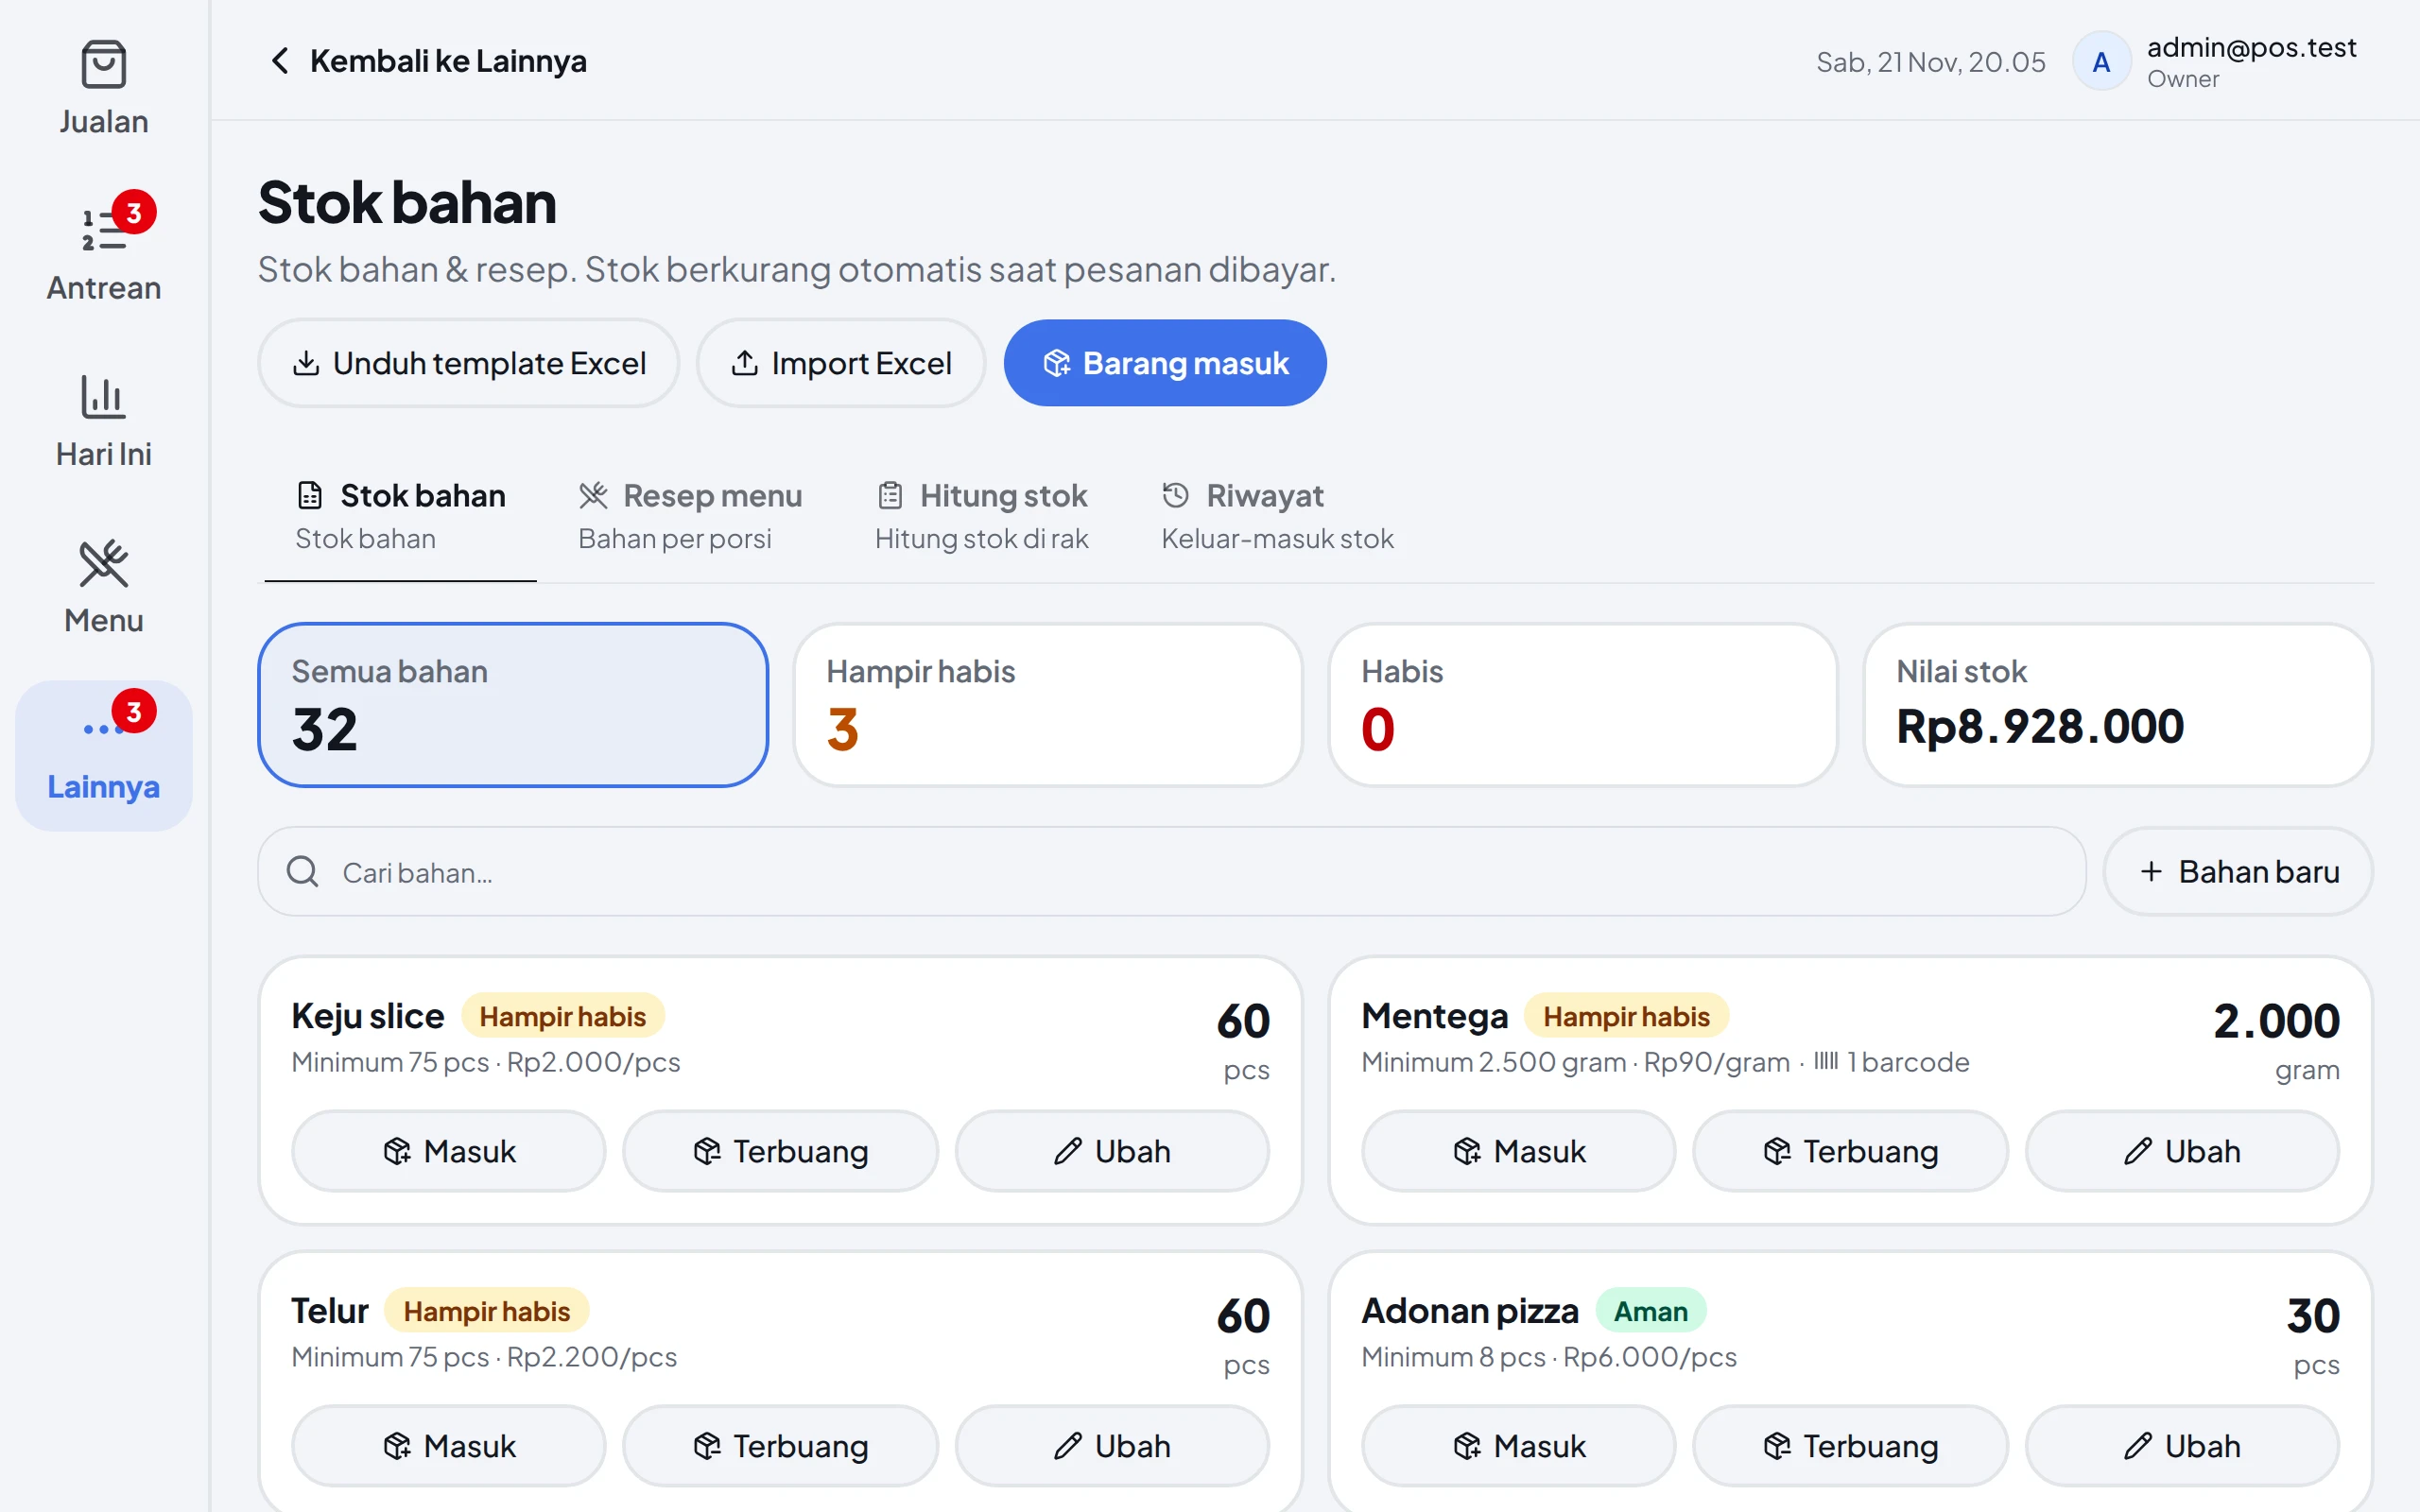 Jualan
3
Antrean
Hari Ini
Menu
3
Lainnya
Kembali ke Lainnya
Sab, 21 Nov, 20.05
A
admin@pos.test
Owner
Stok bahan
Stok bahan & resep. Stok berkurang otomatis saat pesanan dibayar.
Unduh template Excel
Import Excel
Barang masuk
Stok bahan
Stok bahan
Resep menu
Bahan per porsi
Hitung stok
Hitung stok di rak
Riwayat
Keluar-masuk stok
Semua bahan
32
Hampir habis
3
Habis
0
Nilai stok
Rp8.928.000
Cari bahan...
Bahan baru
Keju slice Hampir habis
Minimum 75 pcs · Rp2.000/pcs
60
pcs
Masuk
Terbuang
Ubah
Mentega Hampir habis
Minimum 2.500 gram · Rp90/gram · 1 barcode
2.000
gram
Masuk
Terbuang
Ubah
Telur Hampir habis
Minimum 75 pcs · Rp2.200/pcs
60
pcs
Masuk
Terbuang
Ubah
Adonan pizza Aman
Minimum 8 pcs · Rp6.000/pcs
30
pcs
Masuk
Terbuang
Ubah